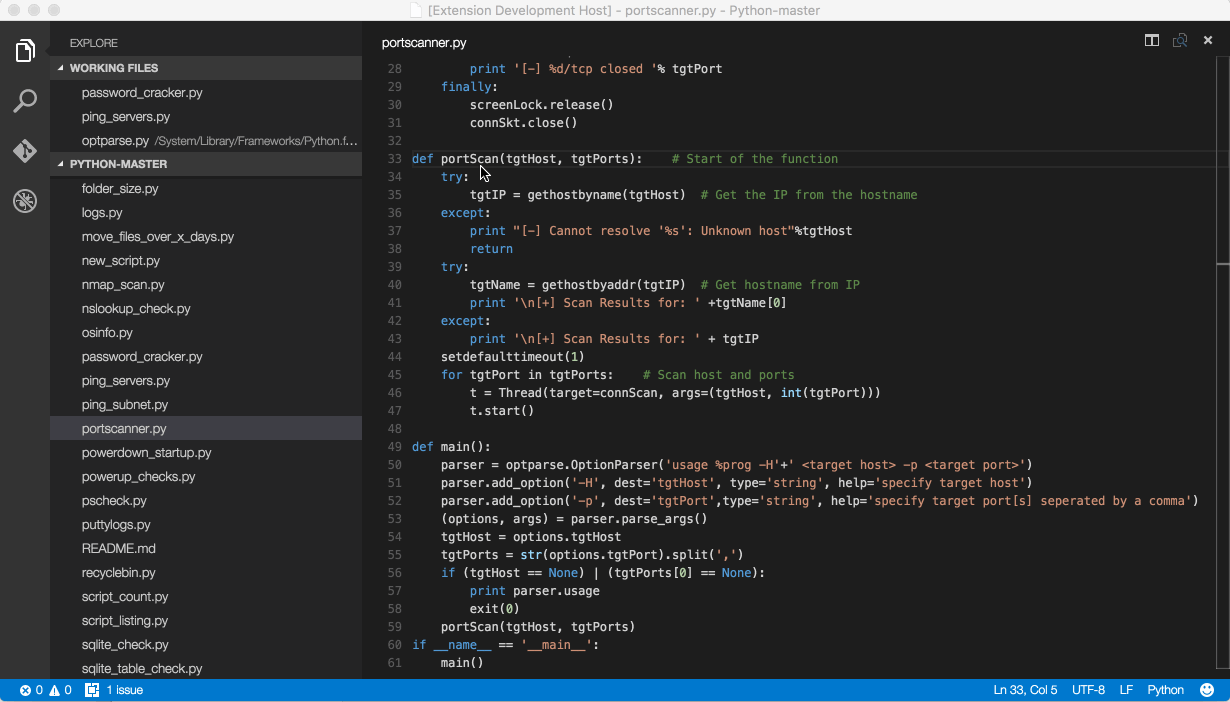 [Extension Development Host] - portscanner.py - Python-master
EXPLORE
WORKING FILES
password_cracker.py
ping_servers.py
optparse.py /System/Library/Frameworks/Python.f...
PYTHON-MASTER
folder_size.py
logs.py
move_files_over_x_days.py
new_script.py
nmap_scan.py
nslookup_check.py
osinfo.py
password_cracker.py
ping_servers.py
ping_subnet.py
portscanner.py
powerdown_startup.py
powerup_checks.py
pscheck.py
puttylogs.py
README.md
recyclebin.py
script_count.py
script_listing.py
sqlite_check.py
sqlite_table_check.py
portscanner.py
28 print '[-] %d/tcp closed '% tgtPort
29 finally:
30 screenLock.release()
31 connSkt.close()
32
33 def portScan(tgtHost, tgtPorts): # Start of the function
34 try:
35 tgtIP = gethostbyname(tgtHost) # Get the IP from the hostname
36 except:
37 print "[-] Cannot resolve '%s': Unknown host"%tgtHost
38 return
39 try:
40 tgtName = gethostbyaddr(tgtIP) # Get hostname from IP
41 print '\n[+] Scan Results for: ' +tgtName[0]
42 except:
43 print '\n[+] Scan Results for: ' + tgtIP
44 setdefaulttimeout(1)
45 for tgtPort in tgtPorts: # Scan host and ports
46 t = Thread(target=connScan, args=(tgtHost, int(tgtPort)))
47 t.start()
48
49 def main():
50 parser = optparse.OptionParser('usage %prog -H'+' <target host> -p <target port>')
51 parser.add_option('-H', dest='tgtHost', type='string', help='specify target host')
52 parser.add_option('-p', dest='tgtPort',type='string', help='specify target port[s] seperated by a comma')
53 (options, args) = parser.parse_args()
54 tgtHost = options.tgtHost
55 tgtPorts = str(options.tgtPort).split(',')
56 if (tgtHost == None) | (tgtPorts[0] == None):
57 print parser.usage
58 exit(0)
59 portScan(tgtHost, tgtPorts)
60 if __name__ == '__main__':
61 main()
0 0 1 issue
Ln 33, Col 5 UTF-8 LF Python